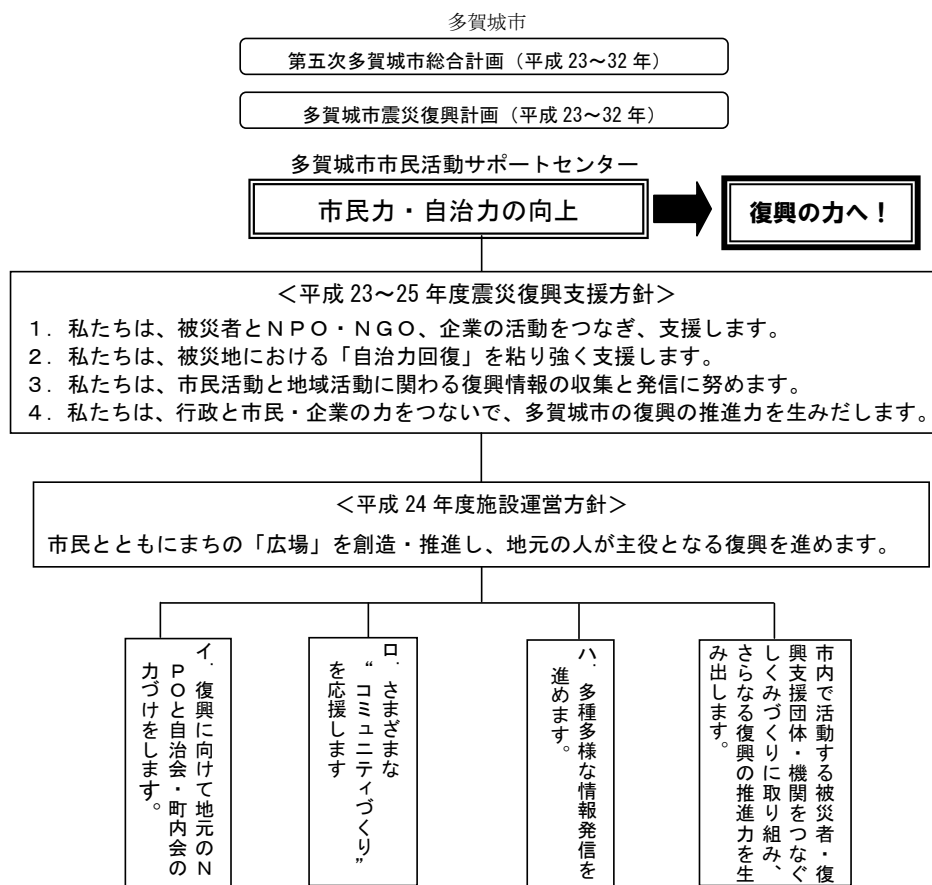 多賀城市
第五次多賀城市総合計画（平成23～32年）
多賀城市震災復興計画（平成23～32年）
多賀城市市民活動サポートセンター
市民力・自治力の向上
復興の力へ！
＜平成23～25年度震災復興支援方針＞
１．私たちは、被災者とＮＰＯ・ＮＧＯ、企業の活動をつなぎ、支援します。
２．私たちは、被災地における「自治力回復」を粘り強く支援します。
３．私たちは、市民活動と地域活動に関わる復興情報の収集と発信に努めます。
４．私たちは、行政と市民・企業の力をつないで、多賀城市の復興の推進力を生みだします。
＜平成24年度施設運営方針＞
市民とともにまちの「広場」を創造・推進し、地元の人が主役となる復興を進めます。
イ．復興に向けて地元のＮ
ＰＯと自治会・町内会の
力づけをします。
ロ．さまざまな
“コミュニティづくり”
を応援します
ハ．多種多様な情報発信を
進めます。
市内で活動する被災者・復
興支援団体・機関をつなぐ
しくみづくりに取り組み、
さらなる復興の推進力を生
み出します。